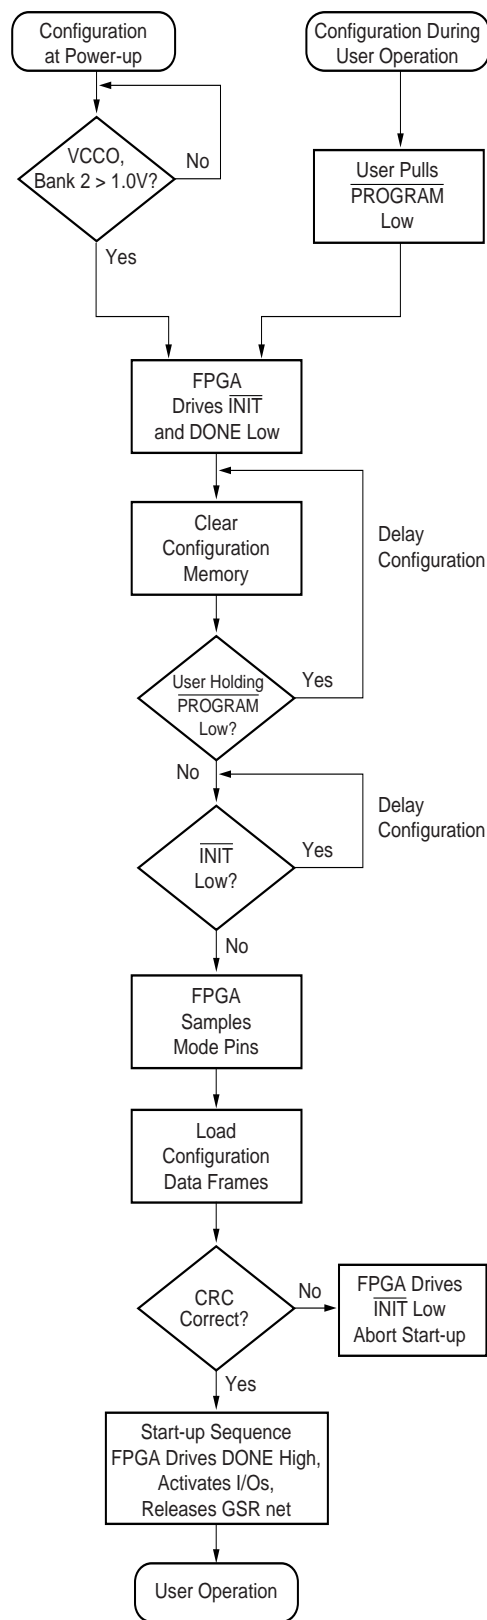 Configuration
at Power-up
Configuration During
User Operation
VCCO,
Bank 2 > 1.0V?
No
Yes
User Pulls
PROGRAM
Low
FPGA
Drives INIT
and DONE Low
Clear
Configuration
Memory
Delay
Configuration
User Holding
PROGRAM
Low?
Yes
No
Delay
Configuration
INIT
Low?
Yes
No
FPGA
Samples
Mode Pins
Load
Configuration
Data Frames
CRC
Correct?
No
FPGA Drives
INIT Low
Abort Start-up
Yes
Start-up Sequence
FPGA Drives DONE High,
Activates I/Os,
Releases GSR net
User Operation